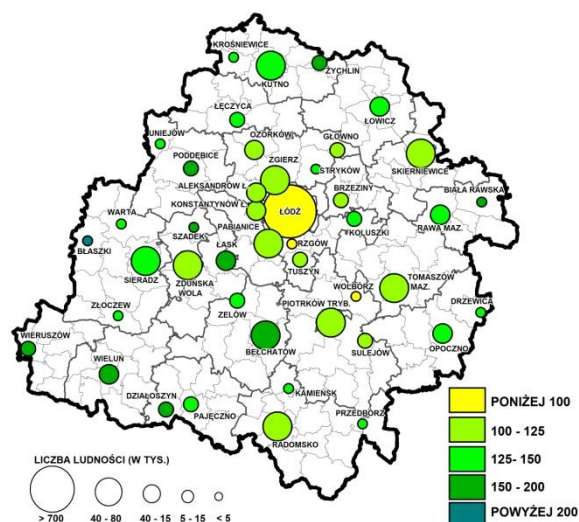 KROŚNIEWICE
KUTNO
ŻYCHLIN
ŁĘCZYCA
ŁOWICZ
UNIEJÓW
OZORKÓW
GŁOWNO
PODDĘBICE
ZGIERZ
STRYKÓW
SKIERNIEWICE
ALEKSANDRÓW Ł.
BRZEZINY
BIAŁA RAWSKA
KONSTANTYNÓW Ł.
ŁÓDŹ
WARTA
SZADEK
PABIANICE
KOLUSZKI
RAWA MAZ.
BŁASZKI
ŁASK
RZGÓW
TUSZYN
SIERADZ
ZDUŃSKA
WOLA
WOLBÓRZ
TOMASZÓW
MAZ.
ZŁOCZEW
ZELÓW
PIOTRKÓW TRYB.
DRZEWICA
WIERUSZÓW
BEŁCHATÓW
SULEJÓW
OPOCZNO
WIELUŃ
DZIAŁOSZYN
PAJĘCZNO
KAMIEŃSK
PRZEDBÓRZ
RADOMSKO
LICZBA LUDNOŚCI (W TYS.)
> 700 40 - 80 40 - 15 5 - 15 < 5
PONIŻEJ 100
100 - 125
125- 150
150 - 200
POWYŻEJ 200